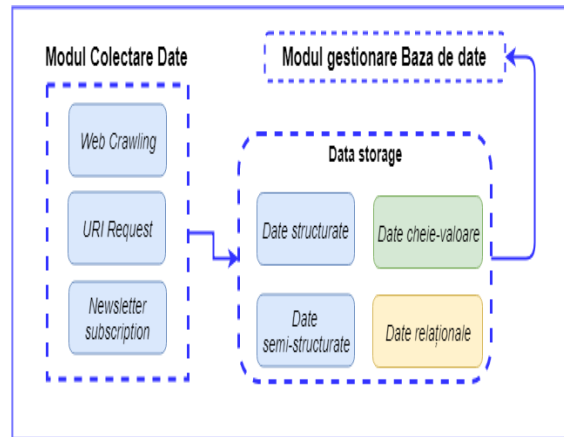 Modul Colectare Date
Web Crawling
URI Request
Newsletter
subscription
Modul gestionare Baza de date
Data storage
Date structurate
Date cheie-valoare
Date
semi-structurate
Date relaționale